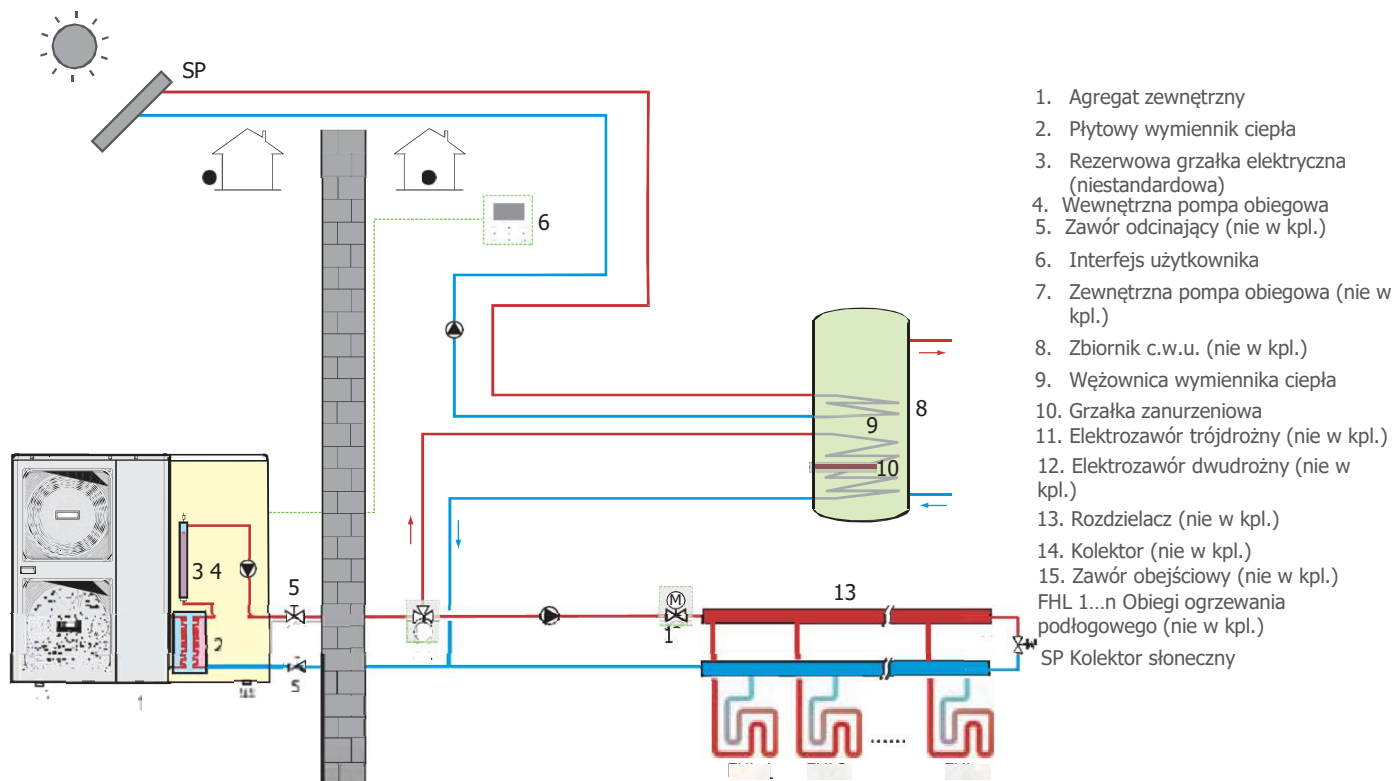 SP
6
8
9
10
3 4
5
2
5
1
M
1
13
1. Agregat zewnętrzny
2. Płytowy wymiennik ciepła
3. Rezerwowa grzałka elektryczna
(niestandardowa)
4. Wewnętrzna pompa obiegowa
5. Zawór odcinający (nie w kpl.)
6. Interfejs użytkownika
7. Zewnętrzna pompa obiegowa (nie w
kpl.)
8. Zbiornik c.w.u. (nie w kpl.)
9. Wężownica wymiennika ciepła
10. Grzałka zanurzeniowa
11. Elektrozawór trójdrożny (nie w kpl.)
12. Elektrozawór dwudrożny (nie w
kpl.)
13. Rozdzielacz (nie w kpl.)
14. Kolektor (nie w kpl.)
15. Zawór obejściowy (nie w kpl.)
FHL 1...n Obiegi ogrzewania
podłogowego (nie w kpl.)
SP Kolektor słoneczny
......